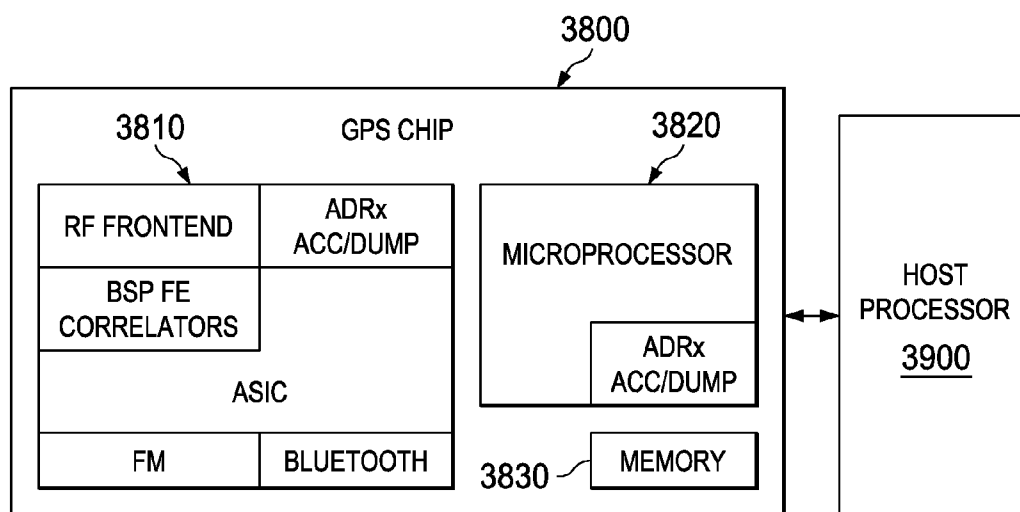 3800
GPS CHIP
3810
3820
RF FRONTEND
ADRx
ACC/DUMP
BSP FE
CORRELATORS
ASIC
FM
BLUETOOTH
MICROPROCESSOR
ADRx
ACC/DUMP
3830
MEMORY
HOST
PROCESSOR
3900